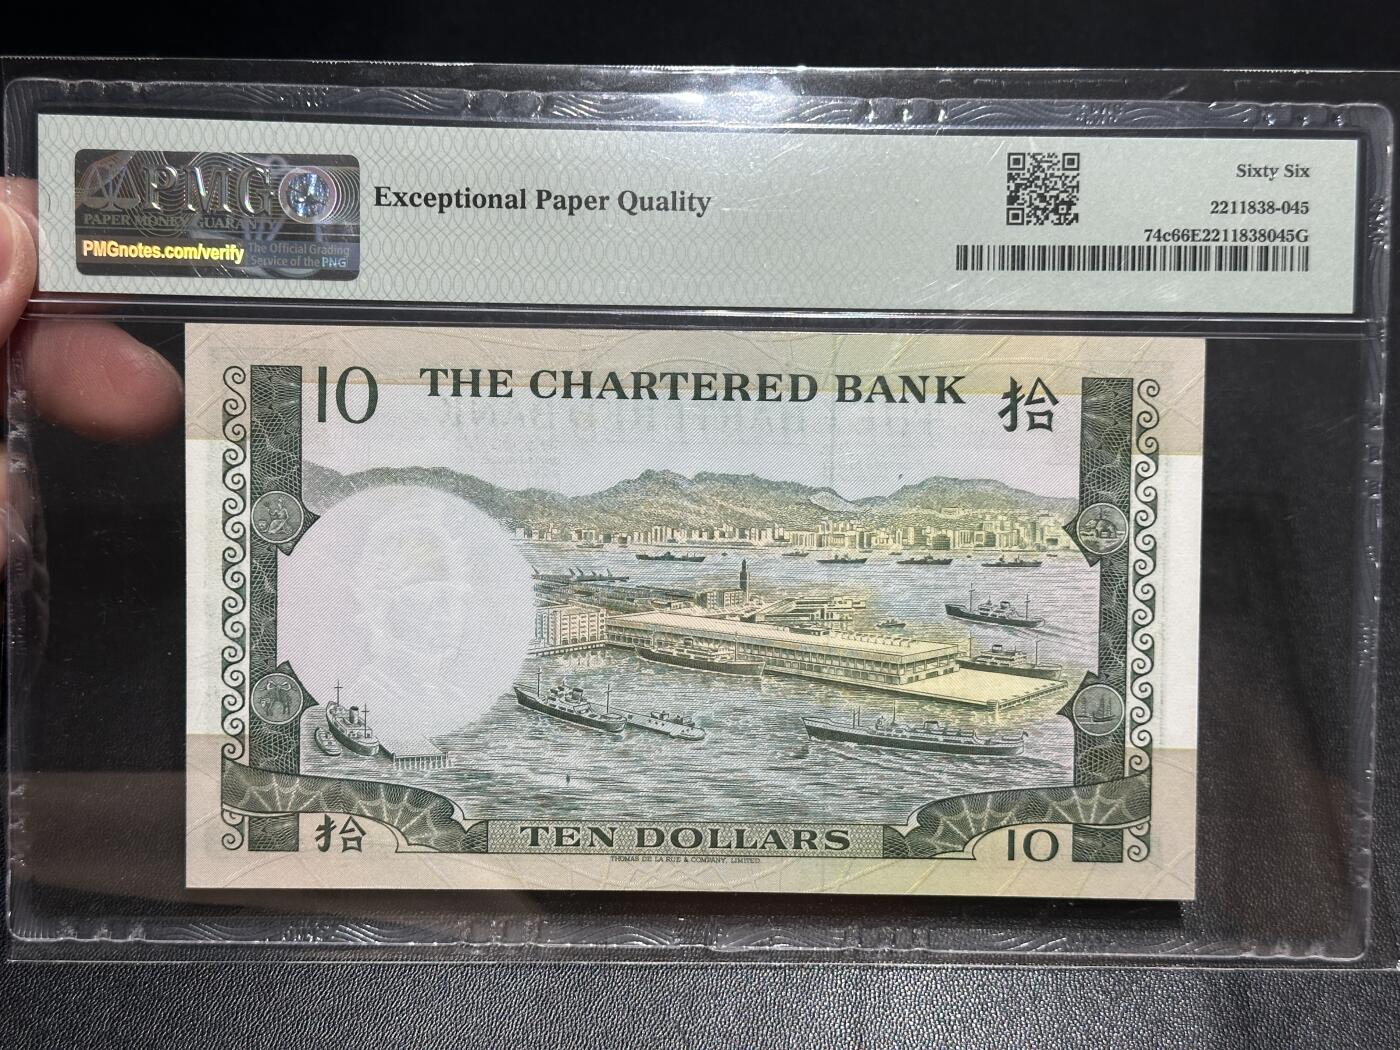 PMG
PAPER MONEY GUARAN
PMGnotes.com/verify
The Official Grading
Service of the PNG
Exceptional Paper Quality
Sixty Six
2211838-045
74c66E2211838045G
10 THE CHARTERED BANK 拾
拾 TEN DOLLARS 10
THOMAS DE LA RUE & COMPANY, LIMITED.